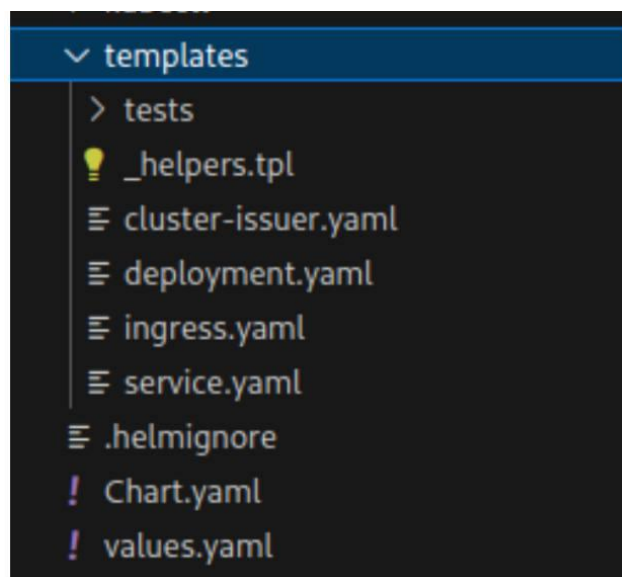 templates
tests
_helpers.tpl
cluster-issuer.yaml
deployment.yaml
ingress.yaml
service.yaml
.helmignore
! Chart.yaml
! values.yaml